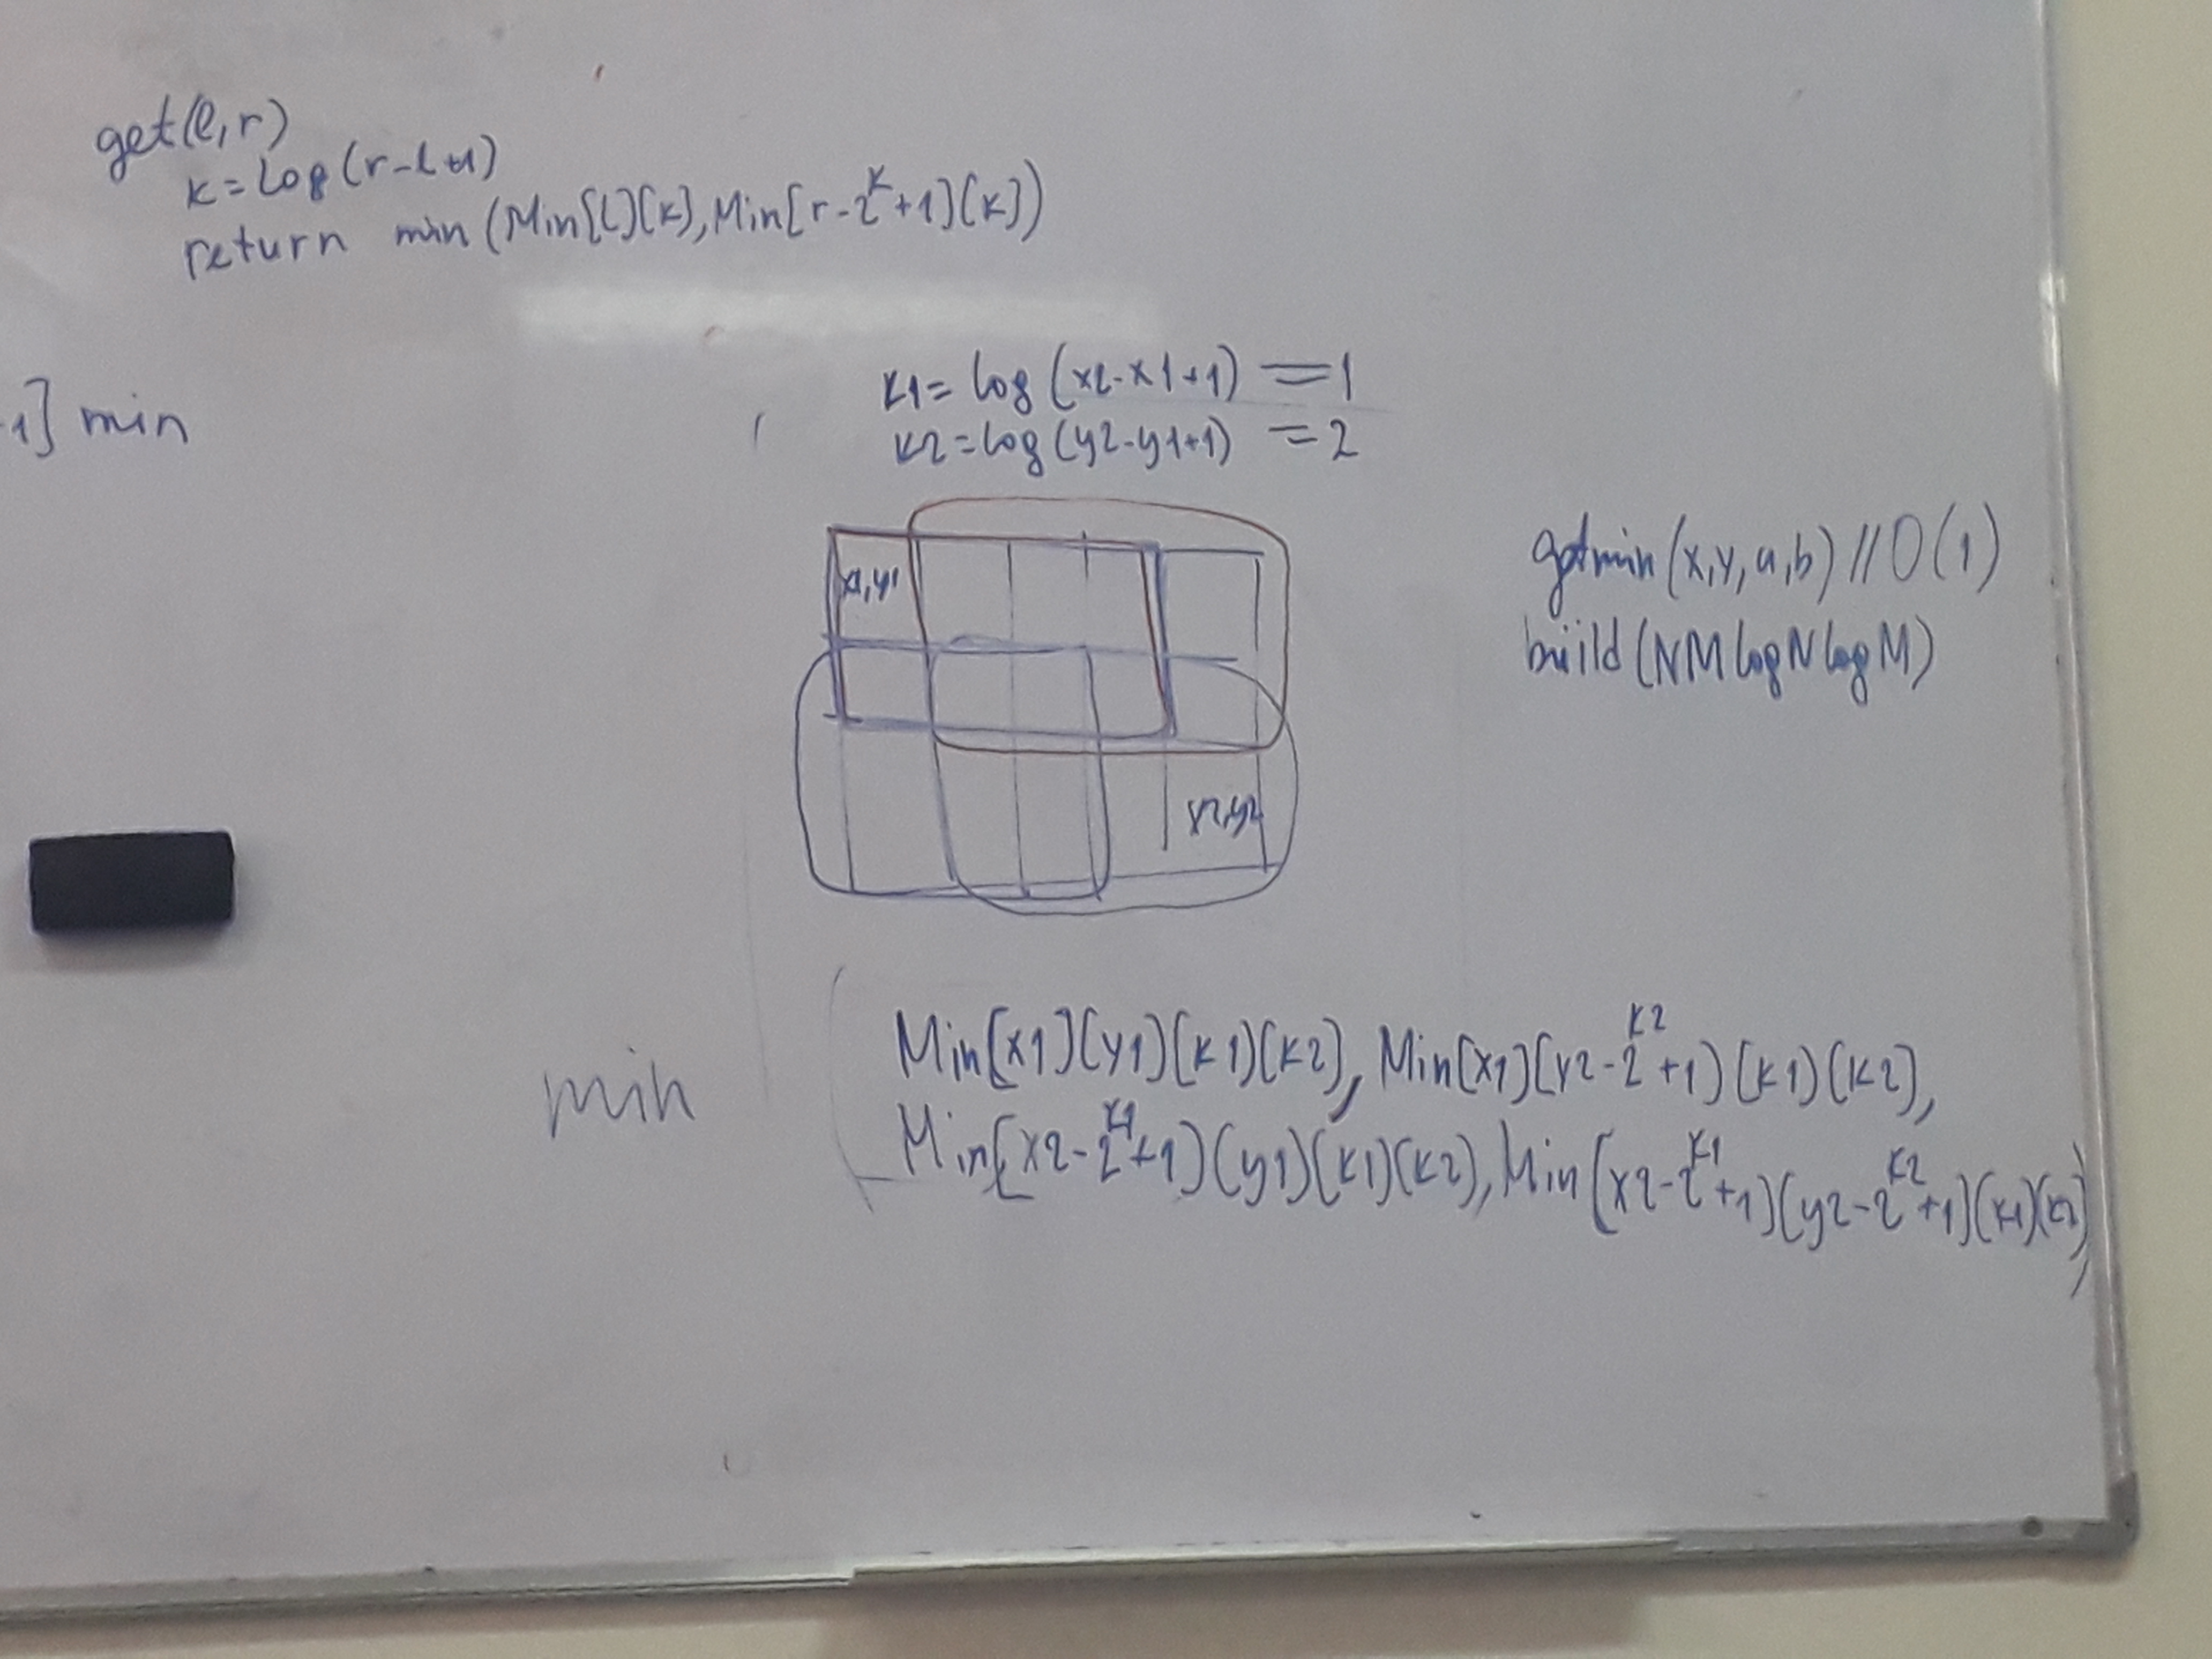 get(l,r)
k=log(r-l+1)
return min(Min[l][k],Min[r-2^k+1][k])
-1] min
k1=log(x2-x1+1) =1
k2=log(y2-y1+1) =2
x1,y1
x2,y2
getmin(x,y,a,b)//O(1)
build(NMlogNlogM)
min
(Min[x1][y1][k1][k2], Min[x1][y2-2^k2+1][k1][k2],
Min[x2-2^k1+1][y1][k1][k2], Min[x2-2^k1+1][y2-2^k2+1][k1][k2])